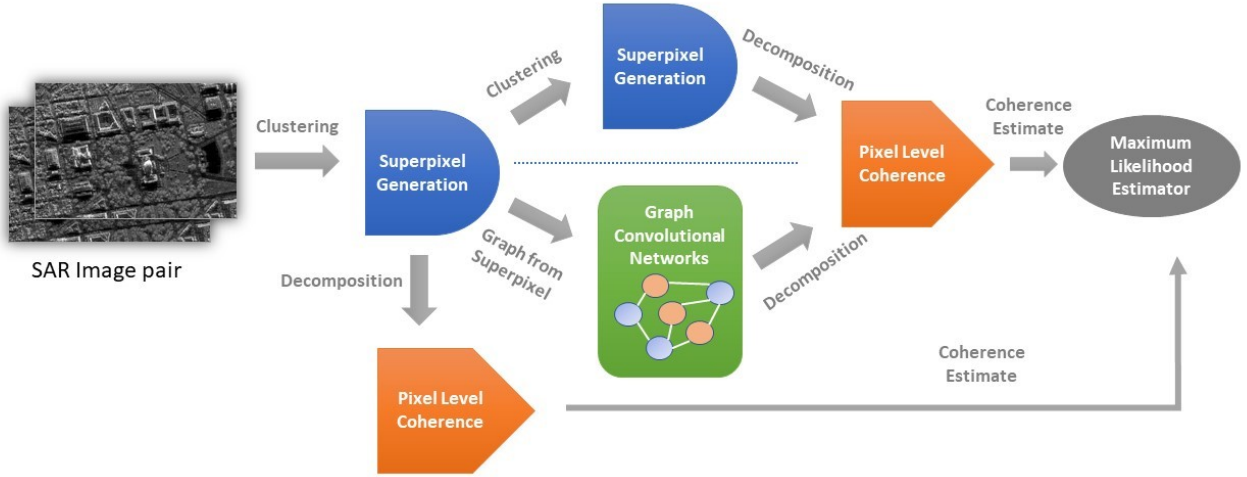 SAR Image pair
Clustering
Superpixel
Generation
Clustering
Superpixel
Generation
Decomposition
Graph from
Superpixel
Graph
Convolutional
Networks
Decomposition
Pixel Level
Coherence
Coherence
Estimate
Maximum
Likelihood
Estimator
Decomposition
Pixel Level
Coherence
Coherence
Estimate